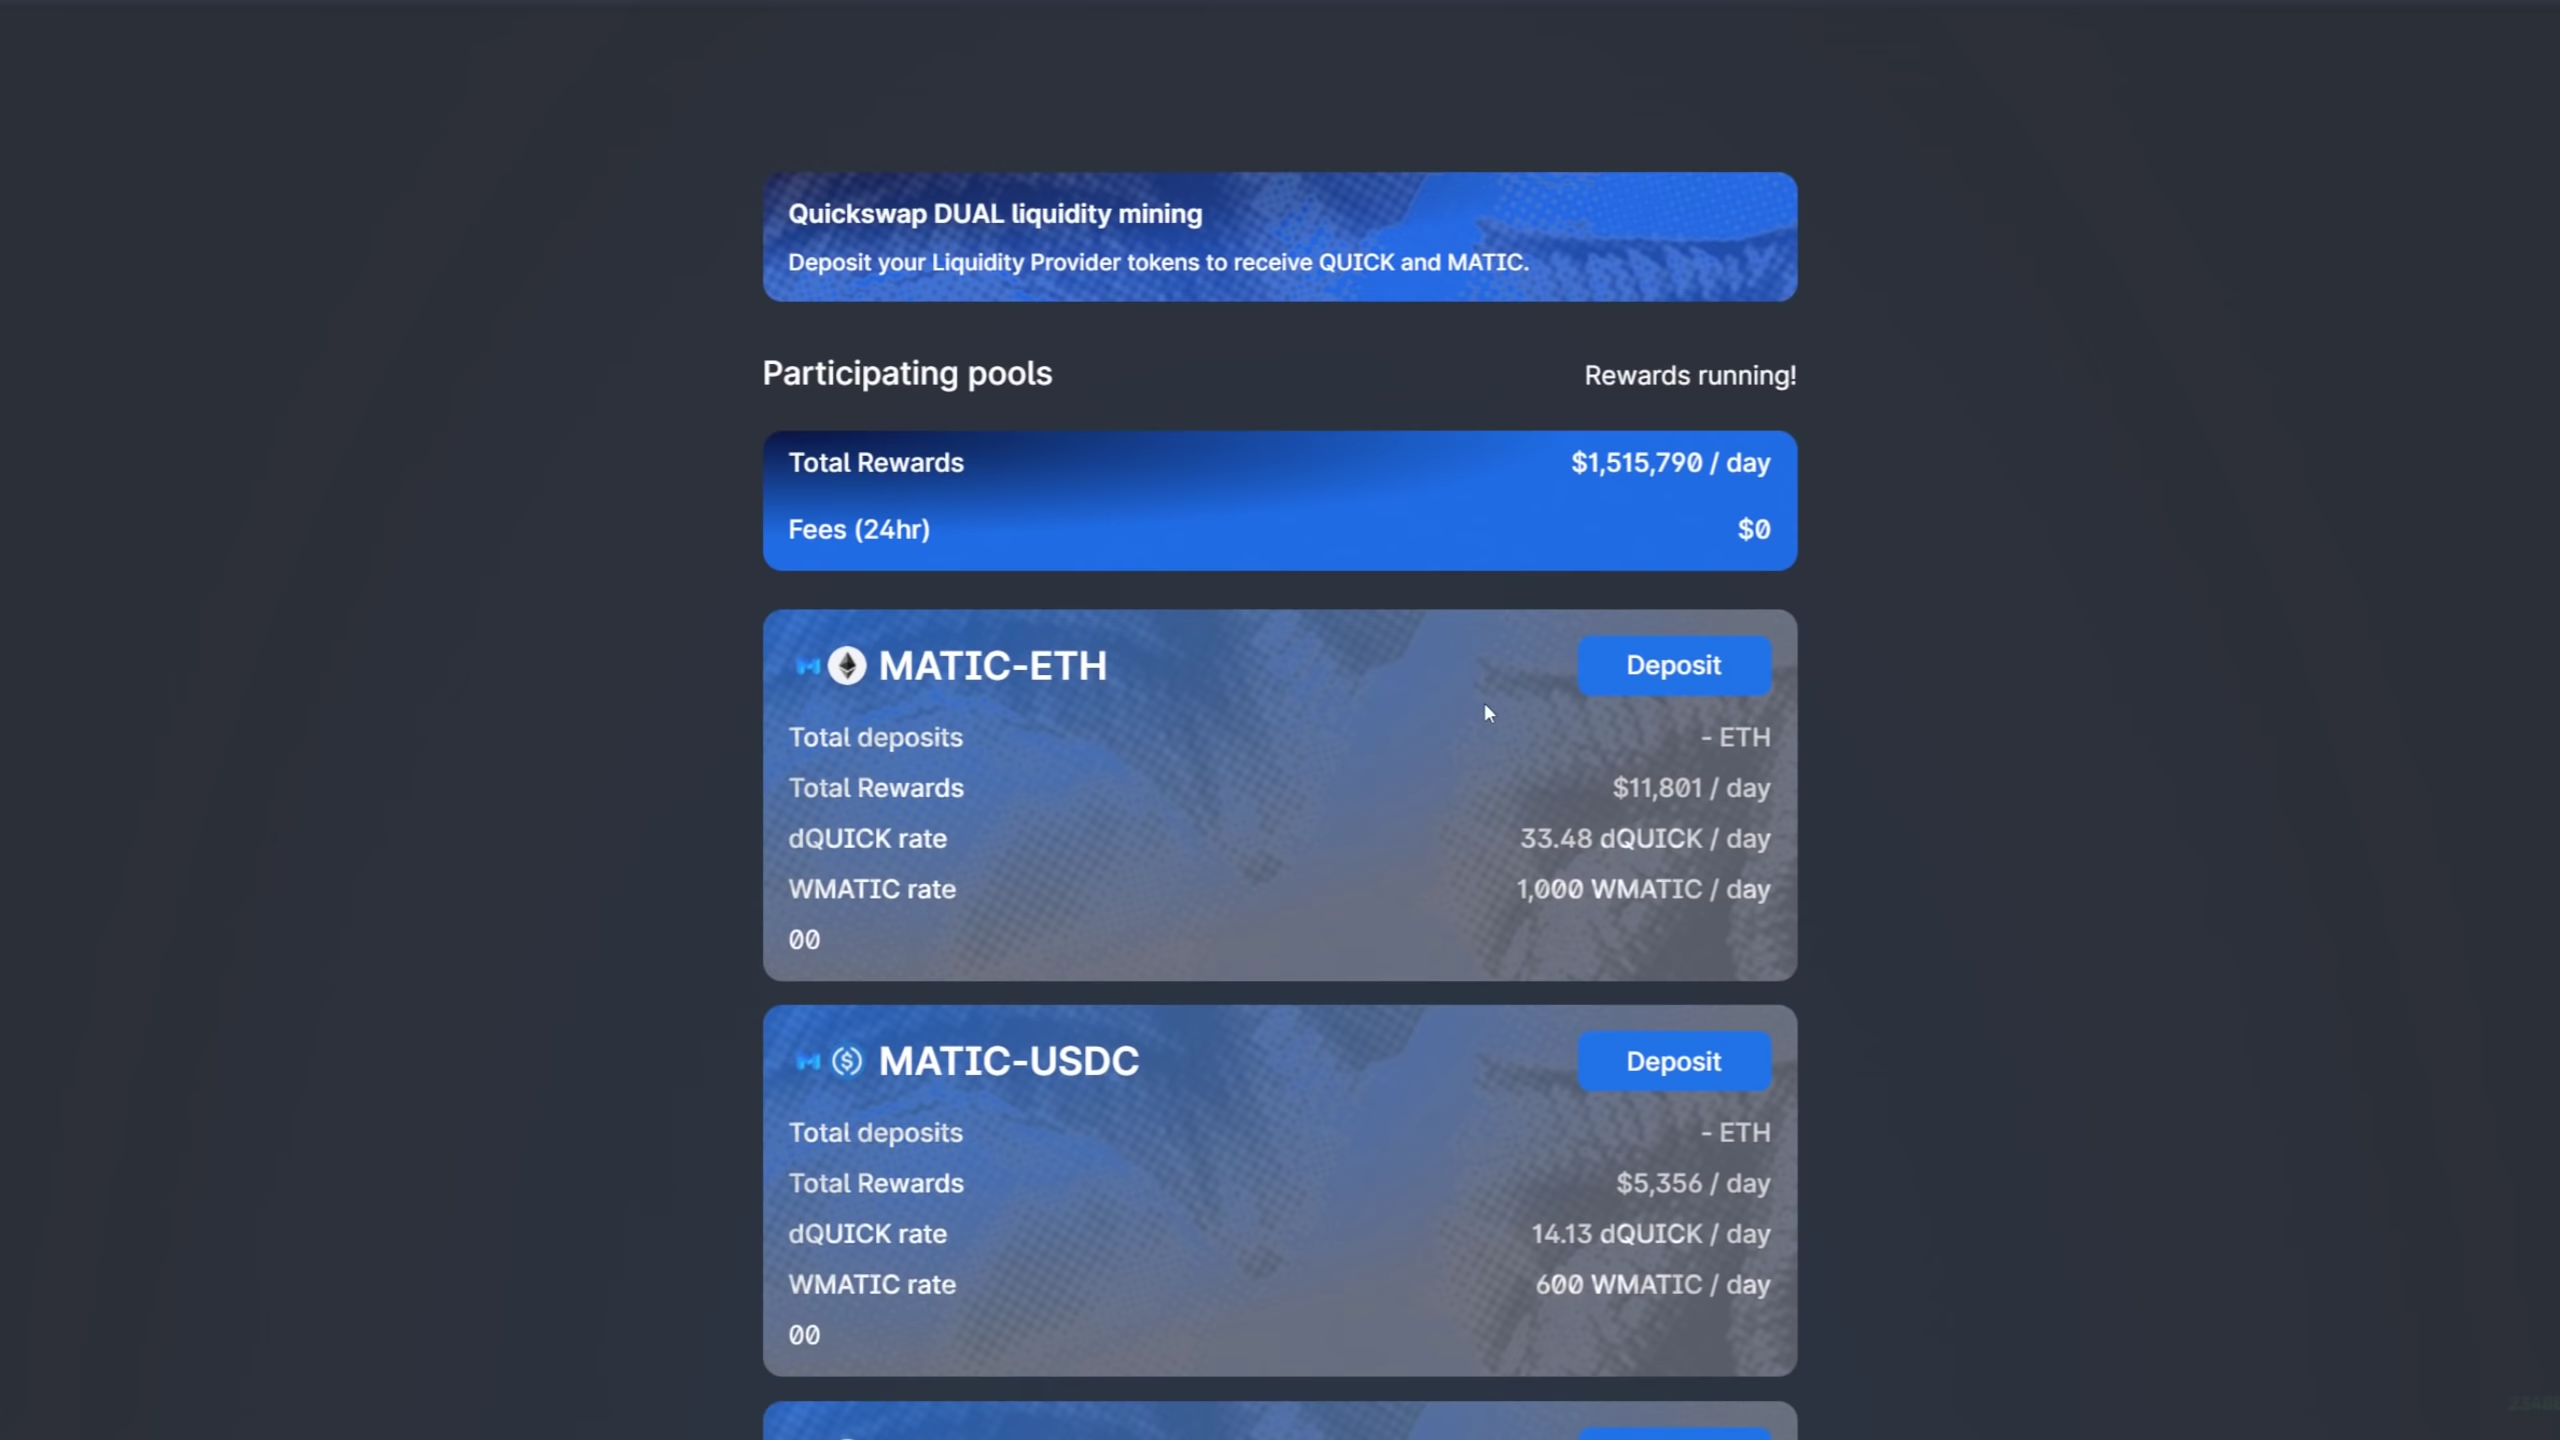 Quickswap DUAL liquidity mining
Deposit your Liquidity Provider tokens to receive QUICK and MATIC.
Participating pools Rewards running!
Total Rewards $1,515,790 / day
Fees (24hr) $0
MATIC-ETH Deposit
Total deposits - ETH
Total Rewards $11,801 / day
dQUICK rate 33.48 dQUICK / day
WMATIC rate 1,000 WMATIC / day
00
MATIC-USDC Deposit
Total deposits - ETH
Total Rewards $5,356 / day
dQUICK rate 14.13 dQUICK / day
WMATIC rate 600 WMATIC / day
00